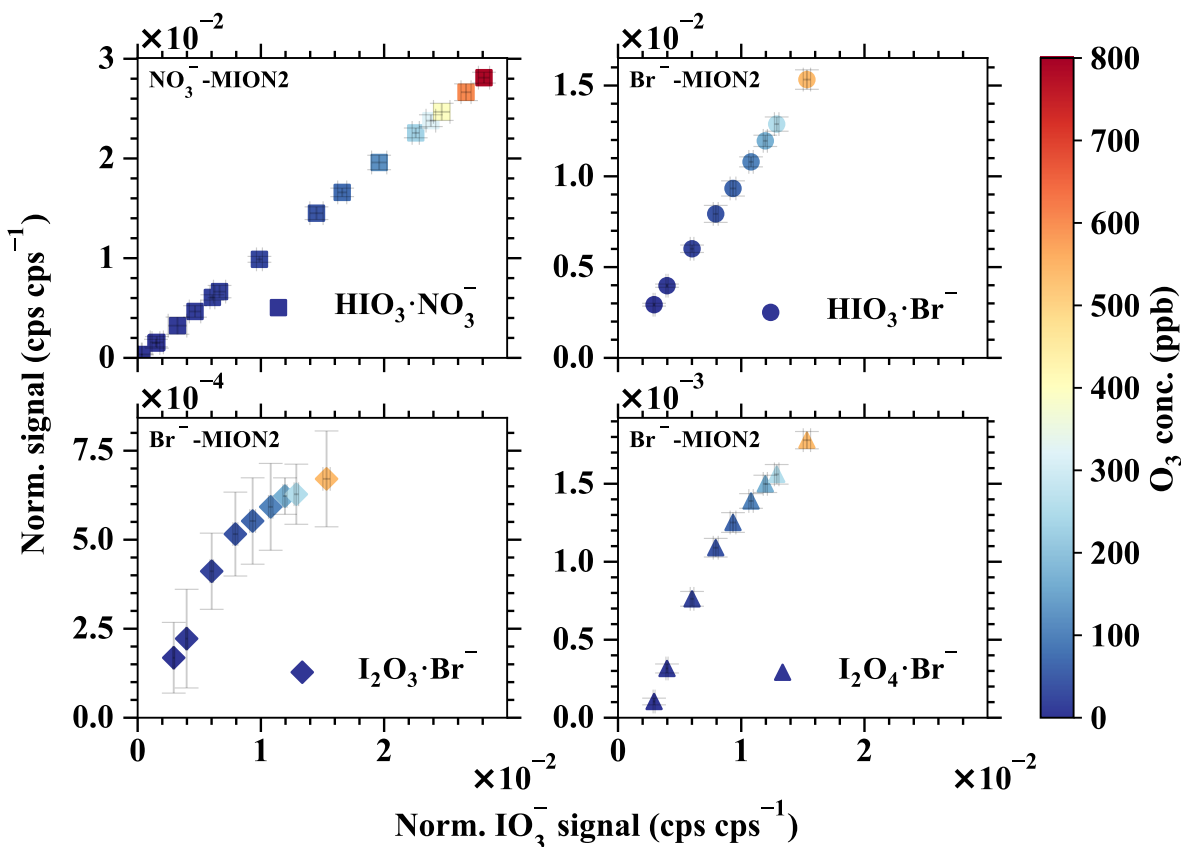 ×10⁻²
3
2
1
0
NO₃⁻-MION2
HIO₃·NO₃⁻
×10⁻²
1.5
1.0
0.5
0.0
Br⁻-MION2
HIO₃·Br⁻
×10⁻⁴
7.5
5.0
2.5
0.0
Br⁻-MION2
I₂O₃·Br⁻
0 1 2
×10⁻²
×10⁻³
1.5
1.0
0.5
0.0
Br⁻-MION2
I₂O₄·Br⁻
0 1 2
×10⁻²
Norm. signal (cps cps⁻¹)
Norm. IO₃⁻ signal (cps cps⁻¹)
800
700
600
500
400
300
200
100
0
O₃ conc. (ppb)